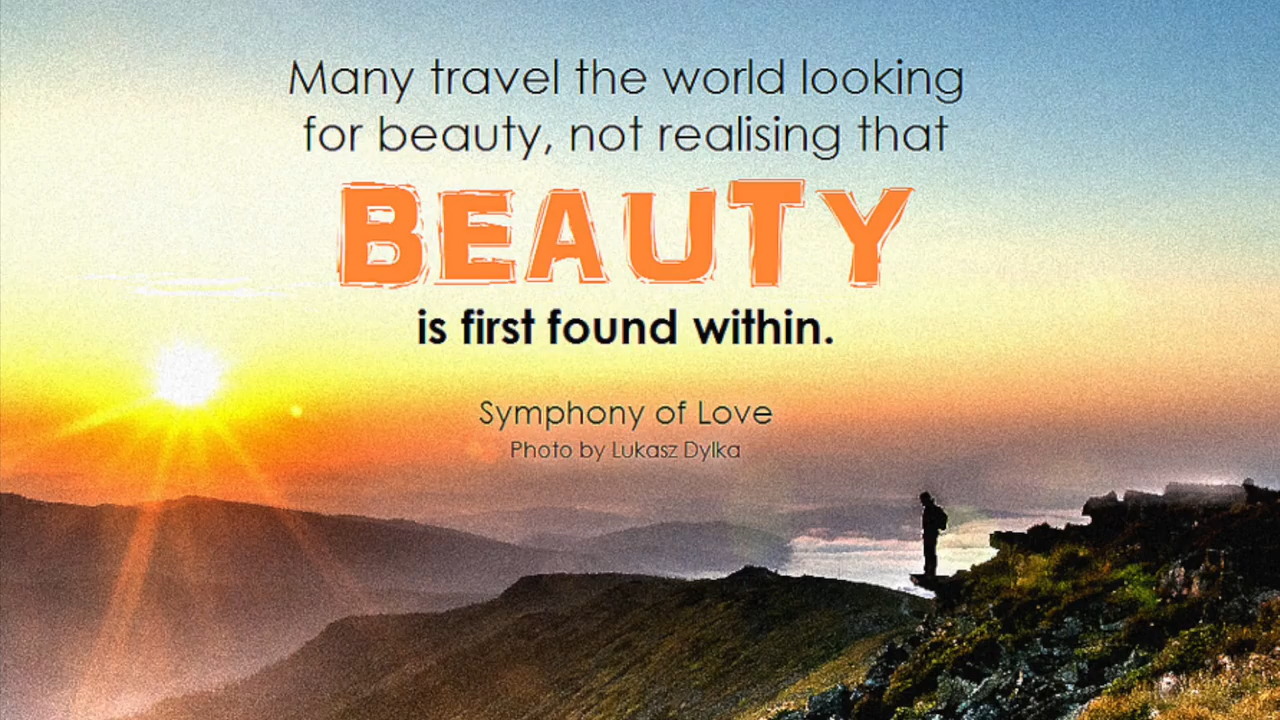 Many travel the world looking
for beauty, not realising that
BEAUTY
is first found within.
Symphony of Love
Photo by Lukasz Dylka